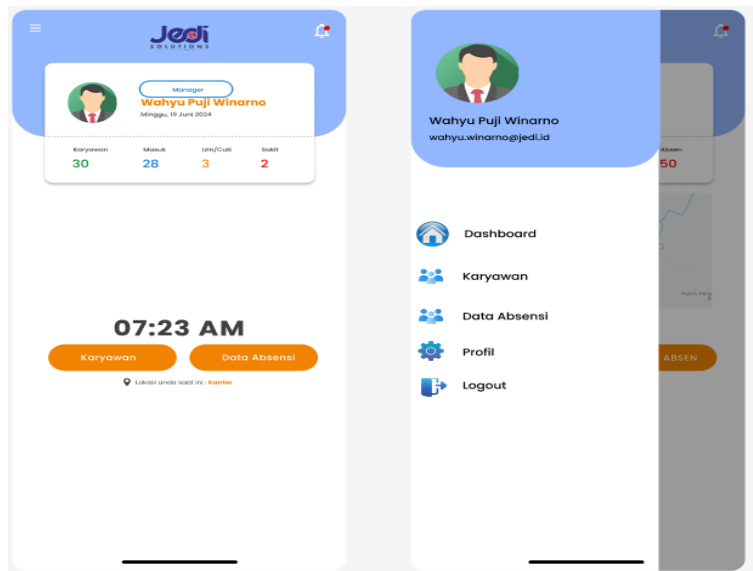 Jedi
SOLUTIONS
Manager
Wahyu Puji Winarno
Minggu, 19 Juni 2024
Karyawan Masuk Izin/Cuti Sakit
30 28 3 2
07:23 AM
Karyawan Data Absensi
Lokasi anda saat ini : Kantor
Wahyu Puji Winarno
wahyu.winarno@jedi.id
Absen
50
Dashboard
Karyawan
Data Absensi
Profil
ABSEN
Logout